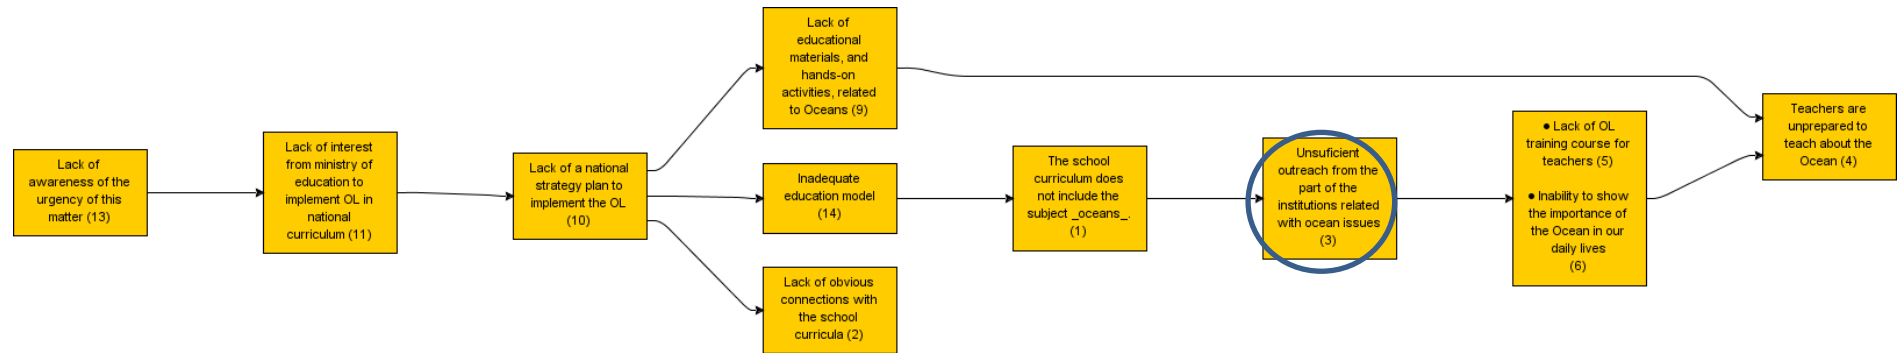 Lack of
awareness of the
urgency of this
matter (13)
Lack of interest
from ministry of
education to
implement OL in
national
curriculum (11)
Lack of a national
strategy plan to
implement the OL
(10)
Lack of
educational
materials, and
hands-on
activities, related
to Oceans (9)
Inadequate
education model
(14)
Lack of obvious
connections with
the school
curricula (2)
The school
curriculum does
not include the
subject _oceans_.
(1)
Unsuficient
outreach from the
part of the
institutions related
with ocean issues
(3)
● Lack of OL
training course for
teachers (5)
● Inability to show
the importance of
the Ocean in our
daily lives
(6)
Teachers are
unprepared to
teach about the
Ocean (4)